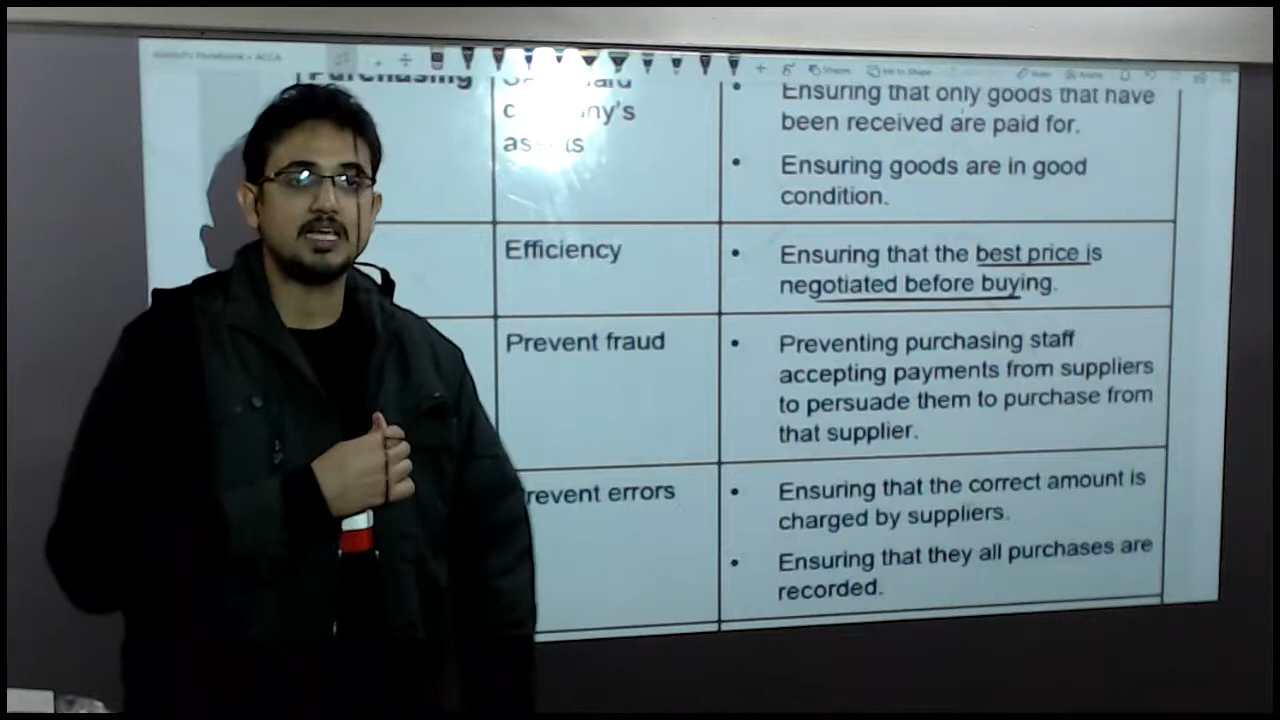 Purchasing
company's
assets
Ensuring that only goods that have
been received are paid for.
Ensuring goods are in good
condition.
Efficiency
Ensuring that the best price is
negotiated before buying.
Prevent fraud
Preventing purchasing staff
accepting payments from suppliers
to persuade them to purchase from
that supplier.
revent errors
Ensuring that the correct amount is
charged by suppliers.
Ensuring that they all purchases are
recorded.